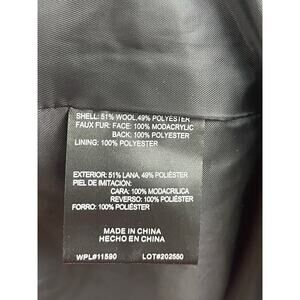 SHELL: 51% WOOL,49% POLYESTER
FAUX FUR: FACE: 100% MODACRYLIC
BACK: 100% POLYESTER
LINING: 100% POLYESTER
EXTERIOR: 51% LANA, 49% POLIÉSTER
PIEL DE IMITACIÓN:
CARA: 100% MODACRILICA
REVERSO: 100% POLIÉSTER
FORRO: 100% POLIÉSTER
MADE IN CHINA
HECHO EN CHINA
WPL#11590 LOT#202550